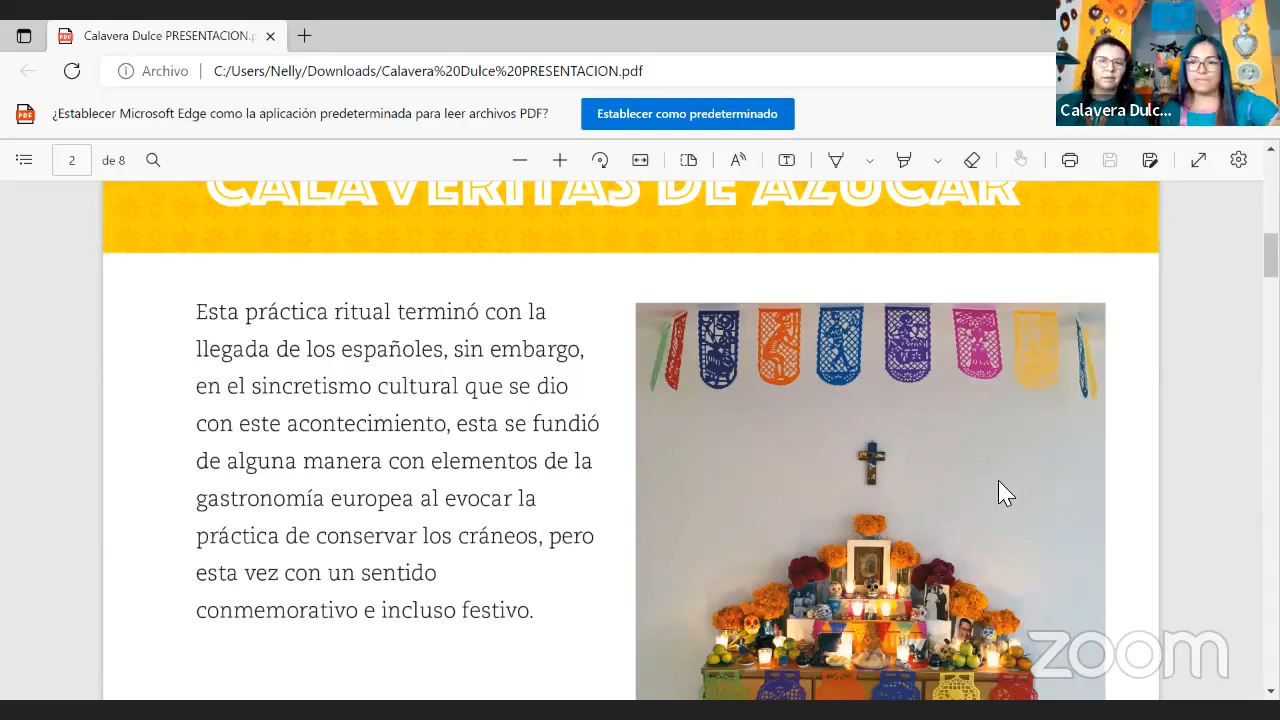 Calavera Dulce PRESENTACION.p
Archivo
C:/Users/Nelly/Downloads/Calavera%20Dulce%20PRESENTACION.pdf
¿Establecer Microsoft Edge como la aplicación predeterminada para leer archivos PDF?
Establecer como predeterminado
Calavera Dulc...
2 de 8
CALAVERITAS DE AZÚCAR
Esta práctica ritual terminó con la
llegada de los españoles, sin embargo,
en el sincretismo cultural que se dio
con este acontecimiento, esta se fundió
de alguna manera con elementos de la
gastronomía europea al evocar la
práctica de conservar los cráneos, pero
esta vez con un sentido
conmemorativo e incluso festivo.
zoom